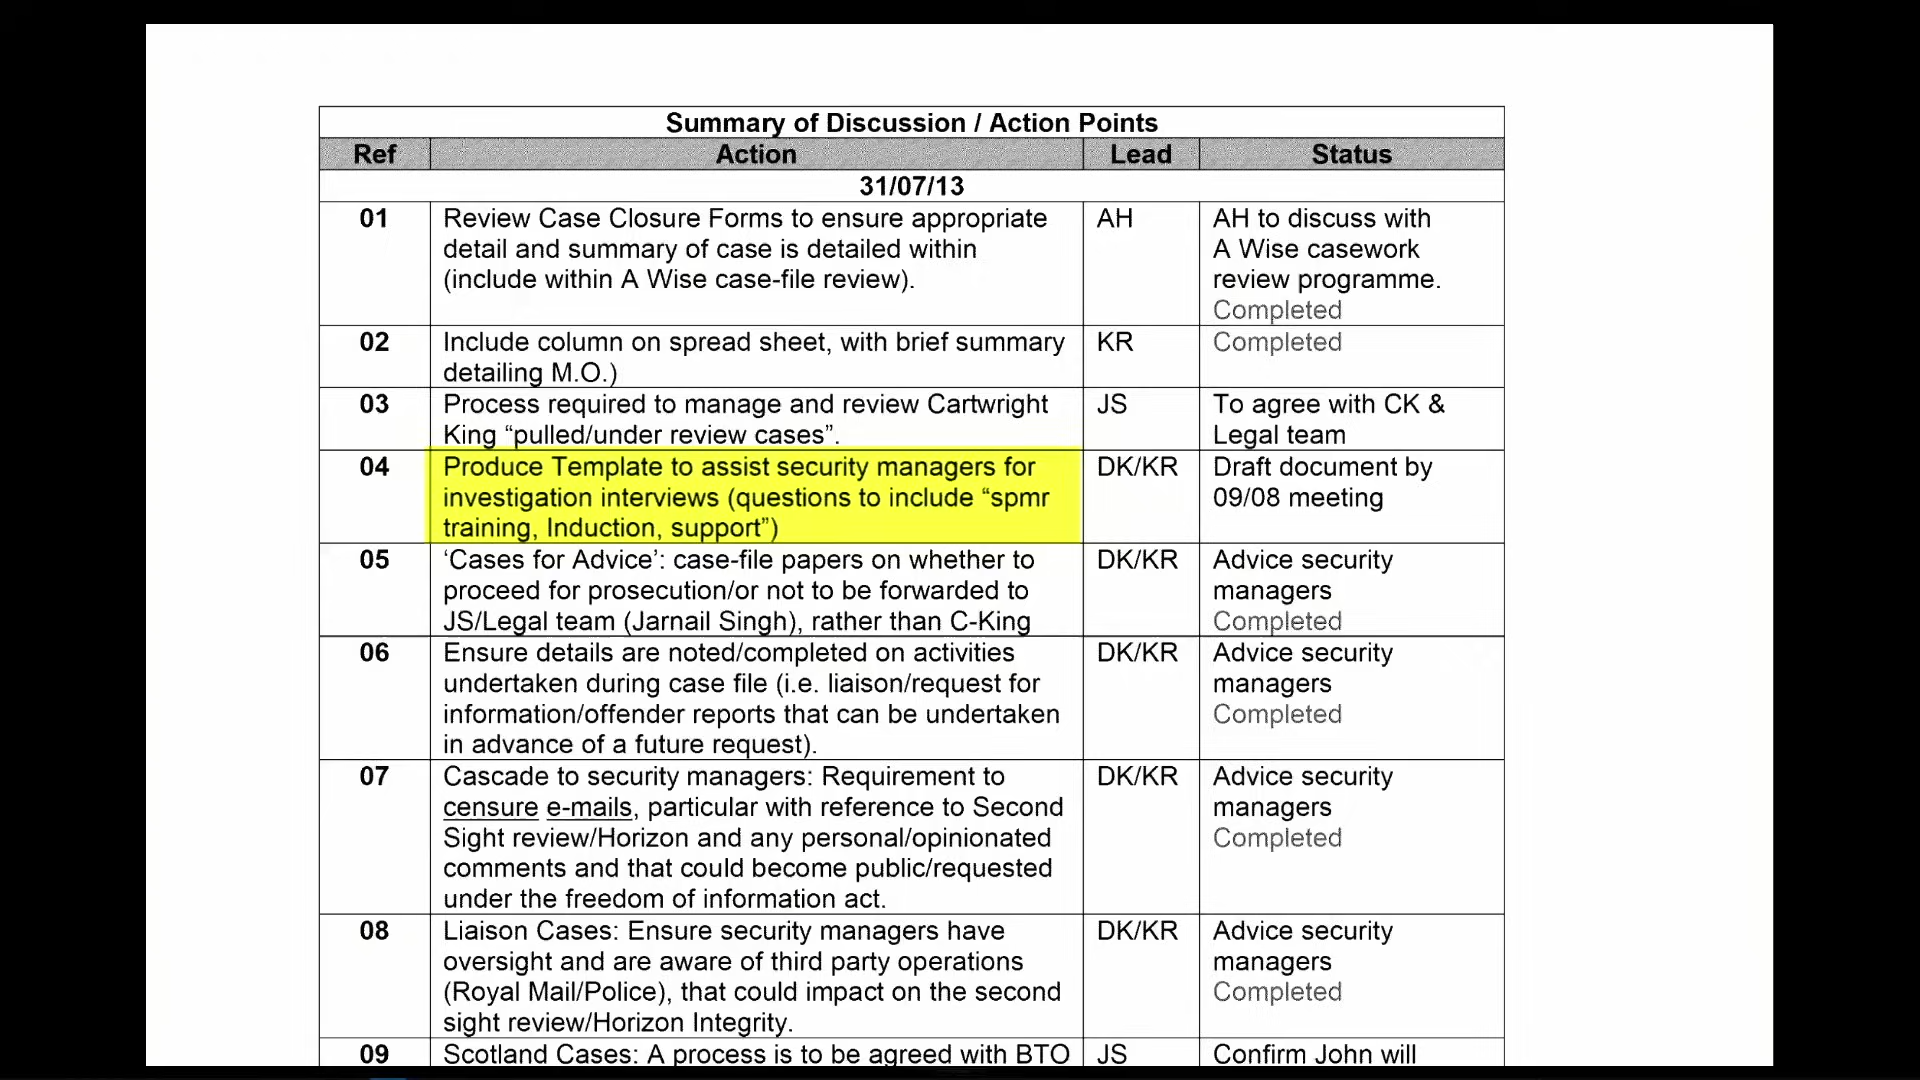 Summary of Discussion / Action Points
Ref Action Lead Status
31/07/13
01 Review Case Closure Forms to ensure appropriate AH AH to discuss with
detail and summary of case is detailed within A Wise casework
(include within A Wise case-file review). review programme.
Completed
02 Include column on spread sheet, with brief summary KR Completed
detailing M.O.)
03 Process required to manage and review Cartwright JS To agree with CK &
King “pulled/under review cases”. Legal team
04 Produce Template to assist security managers for DK/KR Draft document by
investigation interviews (questions to include “spmr 09/08 meeting
training, Induction, support”)
05 ‘Cases for Advice’: case-file papers on whether to DK/KR Advice security
proceed for prosecution/or not to be forwarded to managers
JS/Legal team (Jarnail Singh), rather than C-King Completed
06 Ensure details are noted/completed on activities DK/KR Advice security
undertaken during case file (i.e. liaison/request for managers
information/offender reports that can be undertaken Completed
in advance of a future request).
07 Cascade to security managers: Requirement to DK/KR Advice security
censure e-mails, particular with reference to Second managers
Sight review/Horizon and any personal/opinionated Completed
comments and that could become public/requested
under the freedom of information act.
08 Liaison Cases: Ensure security managers have DK/KR Advice security
oversight and are aware of third party operations managers
(Royal Mail/Police), that could impact on the second Completed
sight review/Horizon Integrity.
09 Scotland Cases: A process is to be agreed with BTO JS Confirm John will